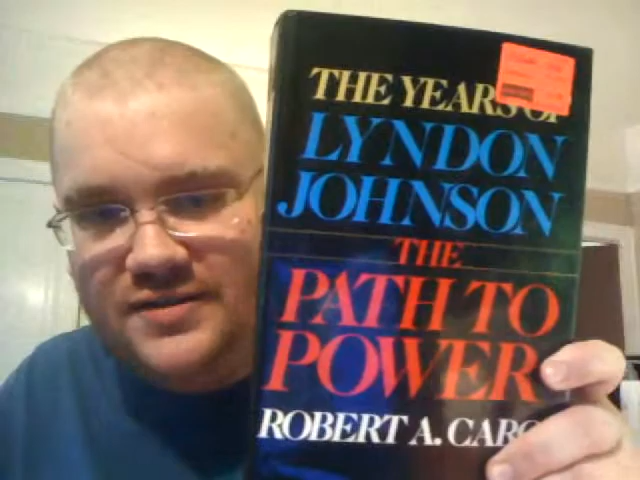 THE YEARS OF
LYNDON
JOHNSON
THE
PATH TO
POWER
ROBERT A. CARO